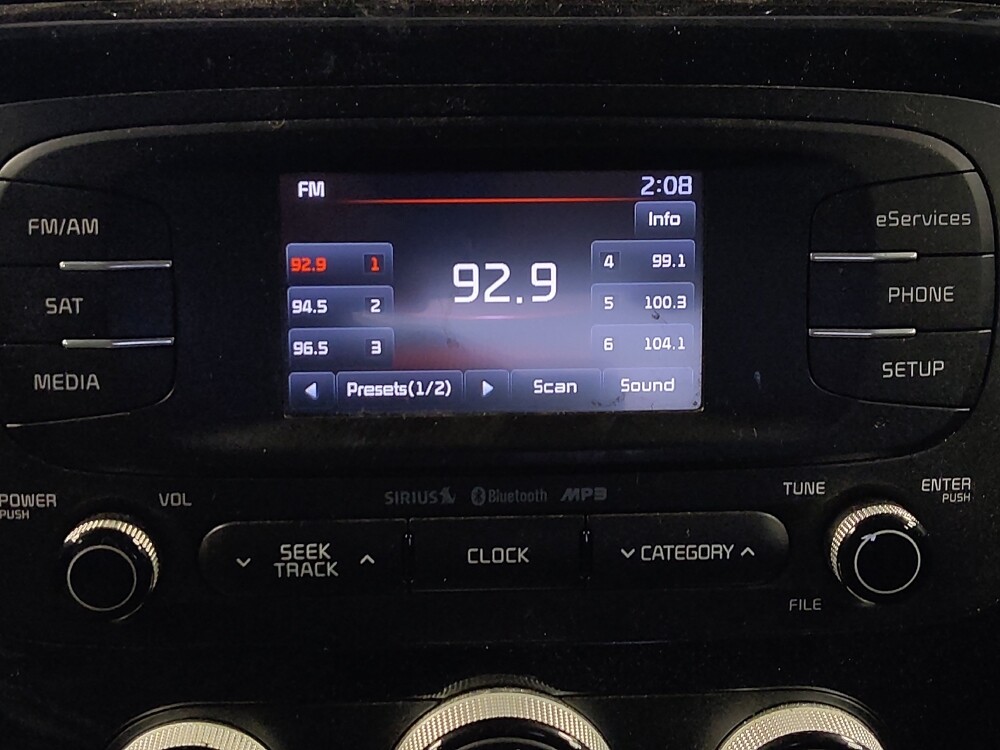 FM
2:08
Info
92.9 1
94.5 2
96.5 3
92.9
4 99.1
5 100.3
6 104.1
Presets(1/2)
Scan
Sound
FM/AM
SAT
MEDIA
eServices
PHONE
SETUP
POWER
PUSH
VOL
SIRIUS
Bluetooth
MP3
TUNE
ENTER
PUSH
SEEK
TRACK
CLOCK
CATEGORY
FILE